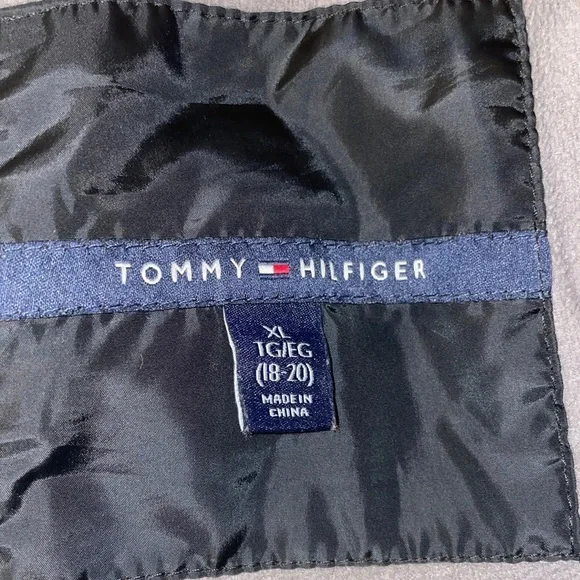 TOMMY HILFIGER
XL
TG/EG
(18-20)
MADE IN
CHINA